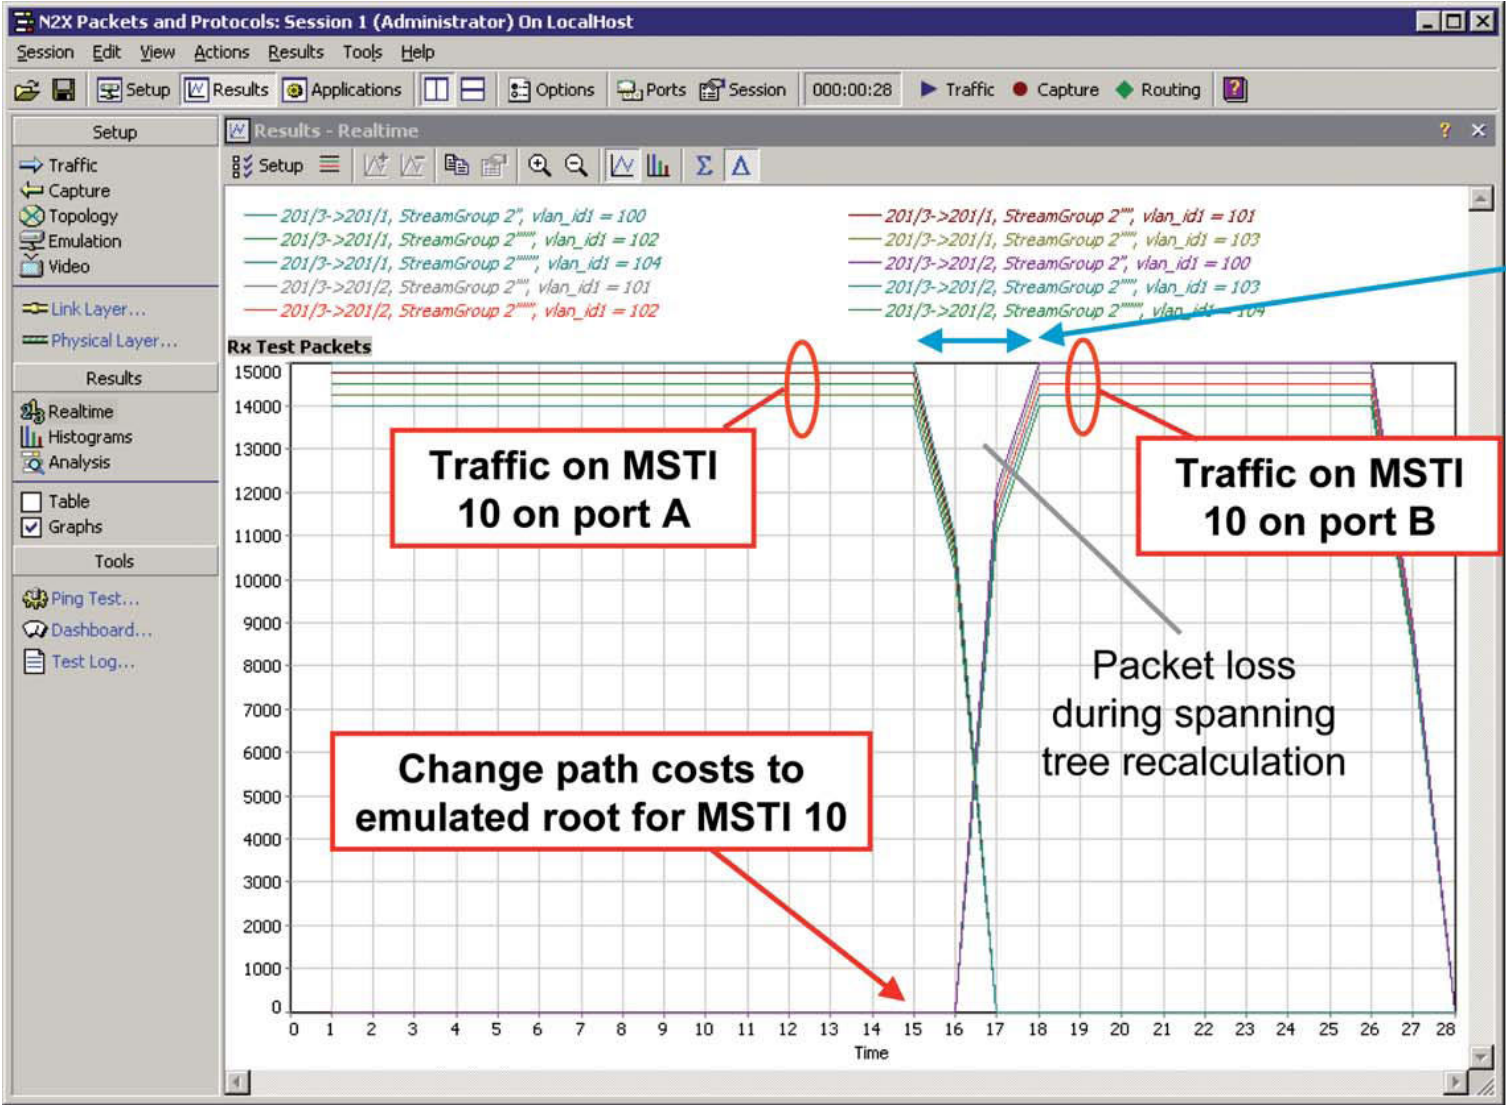 N2X Packets and Protocols: Session 1 (Administrator) On LocalHost
Session Edit View Actions Results Tools Help
Setup Results Applications Options Ports Session 000:00:28 Traffic Capture Routing ?
Setup
Traffic
Capture
Topology
Emulation
Video
Link Layer...
Physical Layer...
Results
Realtime
Histograms
Analysis
Table
Graphs
Tools
Ping Test...
Dashboard...
Test Log...
Results - Realtime ?
Setup Σ Δ
201/3->201/1, StreamGroup 2", vlan_id1 = 100
201/3->201/1, StreamGroup 2"", vlan_id1 = 101
201/3->201/1, StreamGroup 2""", vlan_id1 = 102
201/3->201/1, StreamGroup 2"""", vlan_id1 = 103
201/3->201/1, StreamGroup 2""""", vlan_id1 = 104
201/3->201/2, StreamGroup 2", vlan_id1 = 100
201/3->201/2, StreamGroup 2"", vlan_id1 = 101
201/3->201/2, StreamGroup 2"""", vlan_id1 = 103
201/3->201/2, StreamGroup 2""", vlan_id1 = 102
201/3->201/2, StreamGroup 2""""", vlan_id1 = 104
Rx Test Packets
15000
14000
13000
12000
11000
10000
9000
8000
7000
6000
5000
4000
3000
2000
1000
0
Traffic on MSTI
10 on port A
Traffic on MSTI
10 on port B
Packet loss
during spanning
tree recalculation
Change path costs to
emulated root for MSTI 10
0 1 2 3 4 5 6 7 8 9 10 11 12 13 14 15 16 17 18 19 20 21 22 23 24 25 26 27 28
Time